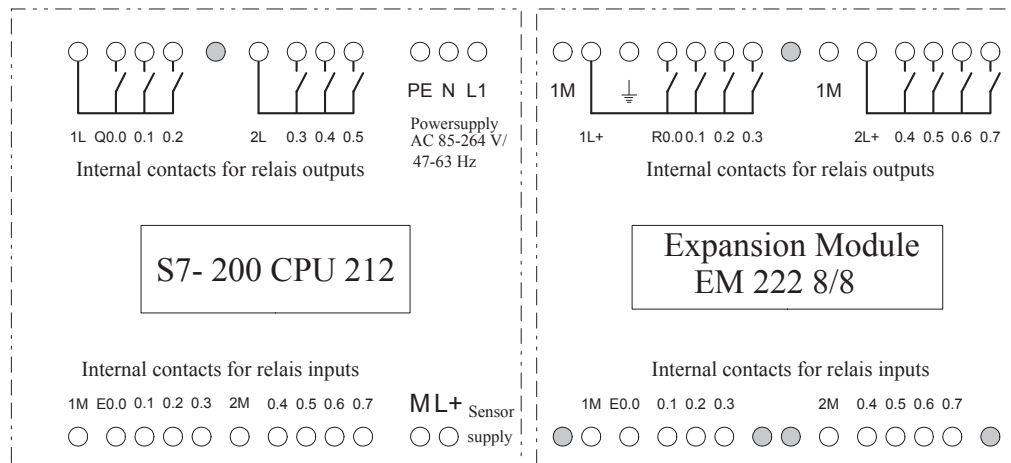 PE N L1
1M
1M
1L Q0.0 0.1 0.2 2L 0.3 0.4 0.5
Powersupply
AC 85-264 V/
47-63 Hz
1L+ R0.0 0.1 0.2 0.3 2L+ 0.4 0.5 0.6 0.7
Internal contacts for relais outputs
Internal contacts for relais outputs
S7- 200 CPU 212
Expansion Module
EM 222 8/8
Internal contacts for relais inputs
Internal contacts for relais inputs
1M E0.0 0.1 0.2 0.3 2M 0.4 0.5 0.6 0.7
M L+ Sensor
supply
1M E0.0 0.1 0.2 0.3 2M 0.4 0.5 0.6 0.7